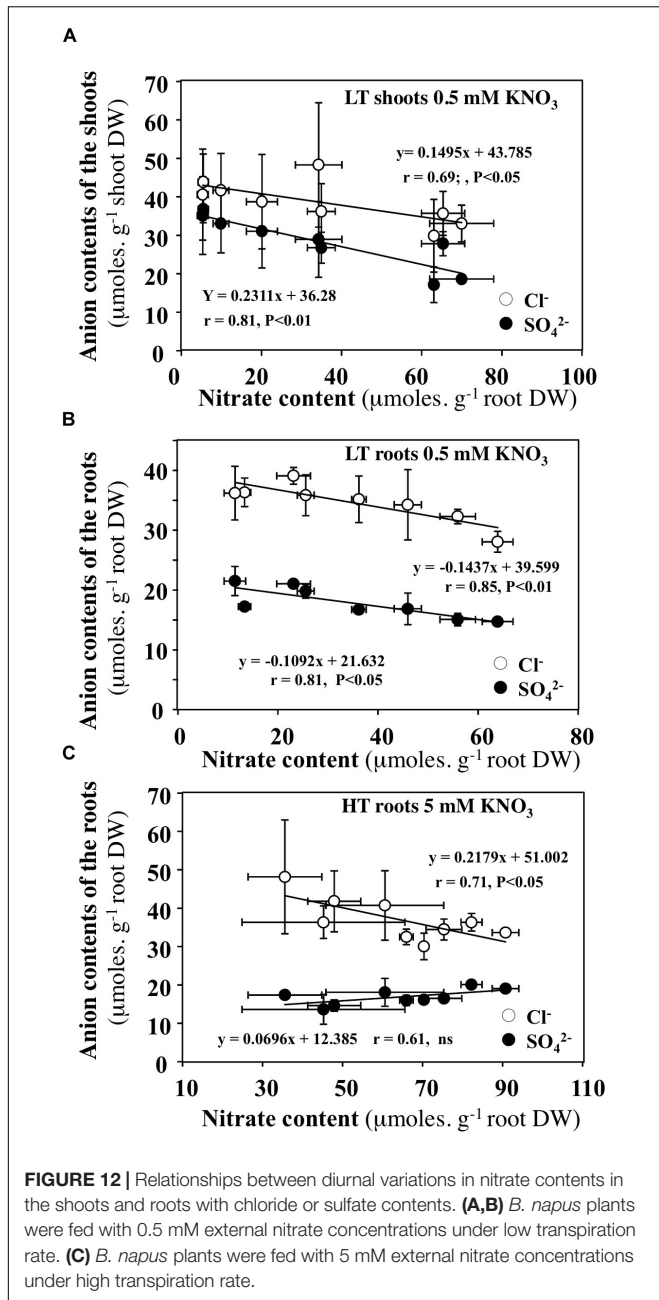 A
Anion contents of the shoots
(µmoles. g⁻¹ shoot DW)
70
60
50
40
30
20
10
0
LT shoots 0.5 mM KNO₃
y= 0.1495x + 43.785
r = 0.69; , P<0.05
Y = 0.2311x + 36.28
r = 0.81, P<0.01
Cl⁻
SO₄²⁻
0 20 40 60 80 100
Nitrate content (µmoles. g⁻¹ root DW)
B
Anion contents of the roots
(µmoles. g⁻¹ root DW)
40
30
20
10
0
LT roots 0.5 mM KNO₃
y = -0.1437x + 39.599
r = 0.85, P<0.01
y = -0.1092x + 21.632
r = 0.81, P<0.05
Cl⁻
SO₄²⁻
0 20 40 60 80
Nitrate content (µmoles. g⁻¹ root DW)
C
Anion contents of the roots
(µmoles. g⁻¹ root DW)
70
60
50
40
30
20
10
0
HT roots 5 mM KNO₃
y = 0.2179x + 51.002
r = 0.71, P<0.05
y = 0.0696x + 12.385 r = 0.61, ns
Cl⁻
SO₄²⁻
10 30 50 70 90 110
Nitrate content (µmoles. g⁻¹ root DW)
FIGURE 12 | Relationships between diurnal variations in nitrate contents in
the shoots and roots with chloride or sulfate contents. (A,B) B. napus plants
were fed with 0.5 mM external nitrate concentrations under low transpiration
rate. (C) B. napus plants were fed with 5 mM external nitrate concentrations
under high transpiration rate.